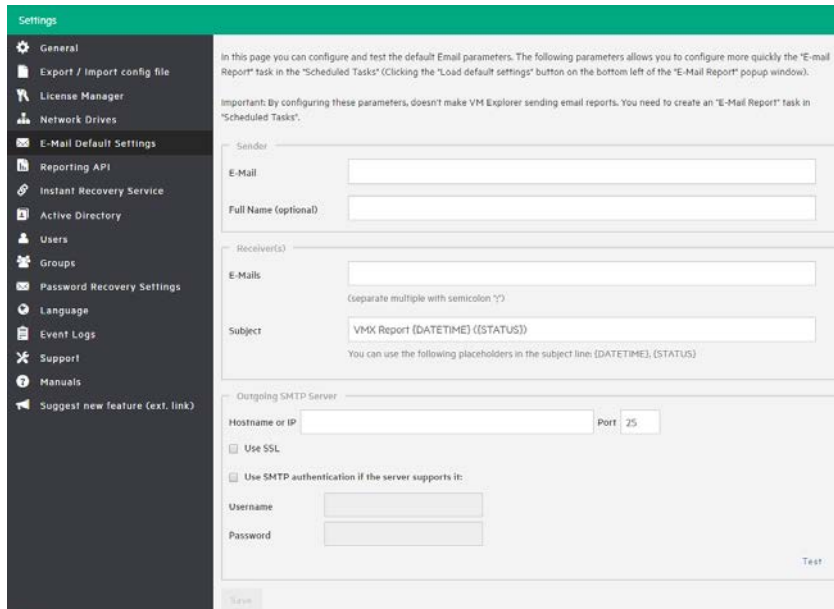 Settings
General
Export / Import config file
License Manager
Network Drives
E-Mail Default Settings
Reporting API
Instant Recovery Service
Active Directory
Users
Groups
Password Recovery Settings
Language
Event Logs
Support
Manuals
Suggest new feature (ext. link)
In this page you can configure and test the default Email parameters. The following parameters allows you to configure more quickly the "E-mail
Report" task in the "Scheduled Tasks" (Clicking the "Load default settings" button on the bottom left of the "E-Mail Report" popup window).
Important: By configuring these parameters, doesn't make VM Explorer sending email reports. You need to create an "E-Mail Report" task in
"Scheduled Tasks".
Sender
E-Mail
Full Name (optional)
Receiver(s)
E-Mails
(separate multiple with semicolon ";")
Subject VMX Report {DATETIME} ({STATUS})
You can use the following placeholders in the subject line: {DATETIME}, {STATUS}
Outgoing SMTP Server
Hostname or IP Port 25
Use SSL
Use SMTP authentication if the server supports it:
Username
Password
Test
Save